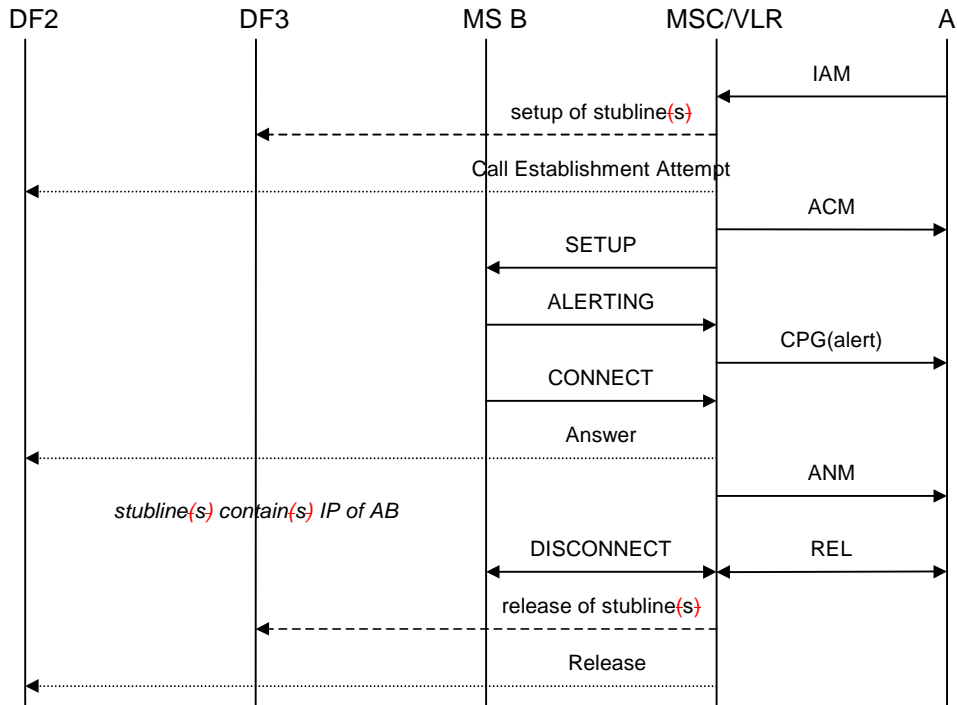 DF2 DF3 MS B MSC/VLR A
IAM
setup of stubline(s)
Call Establishment Attempt
ACM
SETUP
ALERTING
CPG(alert)
CONNECT
Answer
ANM
stubline(s) contain(s) IP of AB
DISCONNECT REL
release of stubline(s)
Release